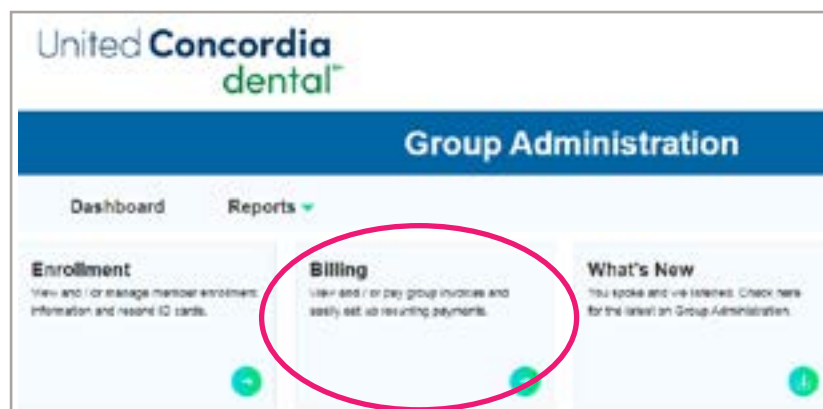 United Concordia
dental™
Group Administration
Dashboard Reports
Enrollment
View and / or manage member enrollment
information and resend ID cards.
Billing
View and / or pay group invoices and
easily set up recurring payments.
What's New
You spoke and we listened. Check here
for the latest on Group Administration.